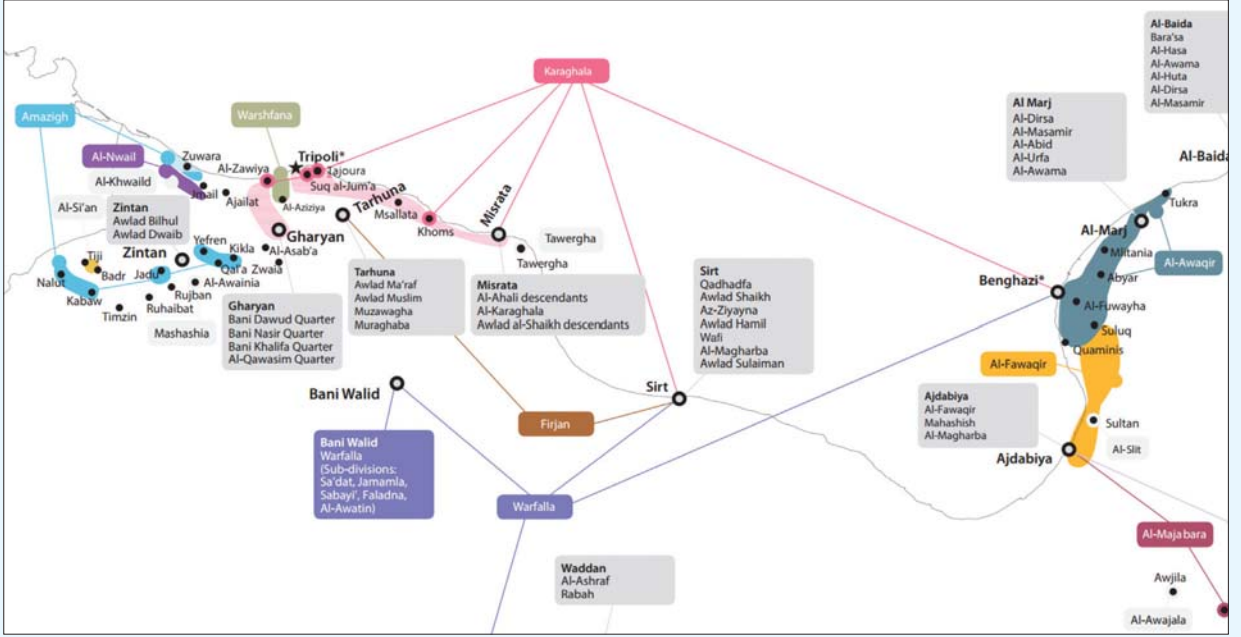 Al-Baida
Bara'sa
Al-Hasa
Al-Awama
Al-Huta
Al-Dirsa
Al-Masamir
Karaghala
Amazigh
Warshfana
Al Marj
Al-Dirsa
Al-Masamir
Al-Abid
Al-Urfa
Al-Awama
Al-Nwail
Zuwara
Al-Zawiya
Tripoli*
Tajoura
Suq al-Jum'a
Al-Baida
Al-Khwaild
Jmail
Ajailat
Al-Aziziya
Tarhuna
Msallata
Khoms
Misrata
Tukra
Al-Si'an
Zintan
Awlad Bilhul
Awlad Dwaib
Gharyan
Al-Marj
Mlitania
Al-Awaqir
Tawergha
Tawergha
Yefren
Kikla
Al-Asab'a
Zintan
Tiji
Badr
Jadu
Qal'a
Zwaia
Al-Awainia
Nalut
Kabaw
Rujban
Ruhaibat
Timzin
Mashashia
Gharyan
Bani Dawud Quarter
Bani Nasir Quarter
Bani Khalifa Quarter
Al-Qawasim Quarter
Tarhuna
Awlad Ma'raf
Awlad Muslim
Muzawagha
Muraghaba
Misrata
Al-Ahali descendants
Al-Karaghala
Awlad al-Shaikh descendants
Sirt
Qadhadfa
Awlad Shaikh
Az-Ziyayna
Awlad Hamil
Wafi
Al-Magharba
Awlad Sulaiman
Benghazi*
Abyar
Al-Fuwayha
Suluq
Quaminis
Al-Fawaqir
Bani Walid
Sirt
Firjan
Ajdabiya
Al-Fawaqir
Mahashish
Al-Magharba
Sultan
Al-Slit
Ajdabiya
Bani Walid
Warfalla
(Sub-divisions:
Sa'dat, Jamamla,
Sabayi', Faladna,
Al-Awatin)
Warfalla
Al-Majabara
Waddan
Al-Ashraf
Rabah
Awjila
Al-Awajala